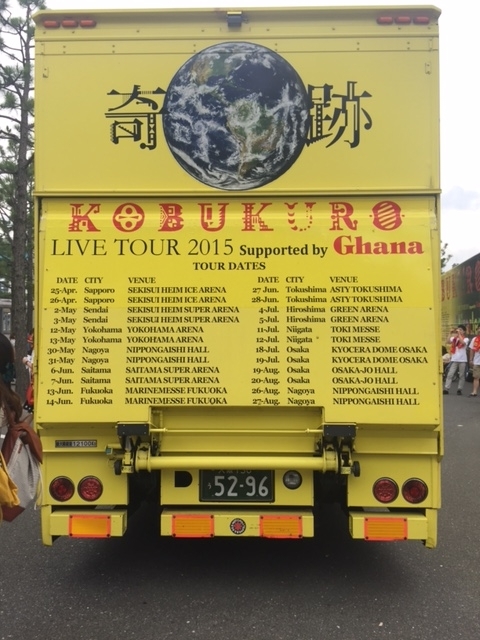 奇跡
KOBUKURO
LIVE TOUR 2015 Supported by Ghana
TOUR DATES
DATE CITY VENUE
25-Apr. Sapporo SEKISUI HEIM ICE ARENA
26-Apr. Sapporo SEKISUI HEIM ICE ARENA
2-May Sendai SEKISUI HEIM SUPER ARENA
3-May Sendai SEKISUI HEIM SUPER ARENA
12-May Yokohama YOKOHAMA ARENA
13-May Yokohama YOKOHAMA ARENA
30-May Nagoya NIPPONGAISHI HALL
31-May Nagoya NIPPONGAISHI HALL
6-Jun. Saitama SAITAMA SUPER ARENA
7-Jun. Saitama SAITAMA SUPER ARENA
13-Jun. Fukuoka MARINEMESSE FUKUOKA
14-Jun. Fukuoka MARINEMESSE FUKUOKA
DATE CITY VENUE
27 Jun. Tokushima ASTY TOKUSHIMA
28-Jun. Tokushima ASTY TOKUSHIMA
4-Jul. Hiroshima GREEN ARENA
5-Jul. Hiroshima GREEN ARENA
11-Jul Niigata TOKI MESSE
12-Jul Niigata TOKI MESSE
18-Jul Osaka KYOCERA DOME OSAKA
19-Jul Osaka KYOCERA DOME OSAKA
19-Aug. Osaka OSAKA-JO HALL
20-Aug. Osaka OSAKA-JO HALL
26-Aug. Nagoya NIPPONGAISHI HALL
27-Aug. Nagoya NIPPONGAISHI HALL
52-96